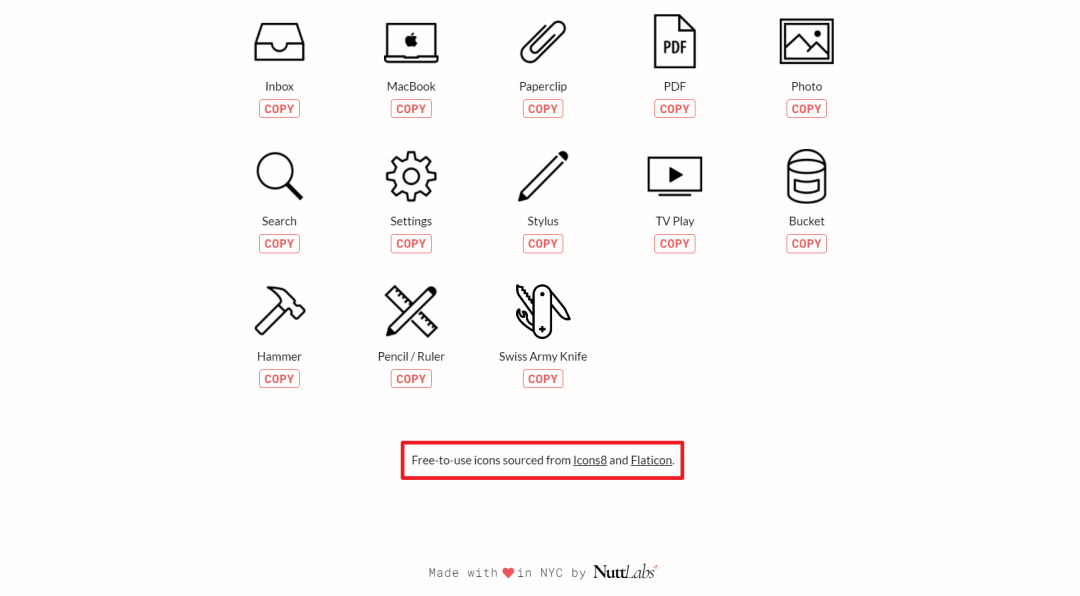 PDF
Inbox MacBook Paperclip PDF Photo
COPY COPY COPY COPY COPY
Search Settings Stylus TV Play Bucket
COPY COPY COPY COPY COPY
Hammer Pencil / Ruler Swiss Army Knife
COPY COPY COPY
Free-to-use icons sourced from Icons8 and Flaticon.
Made with in NYC by NuttLabs